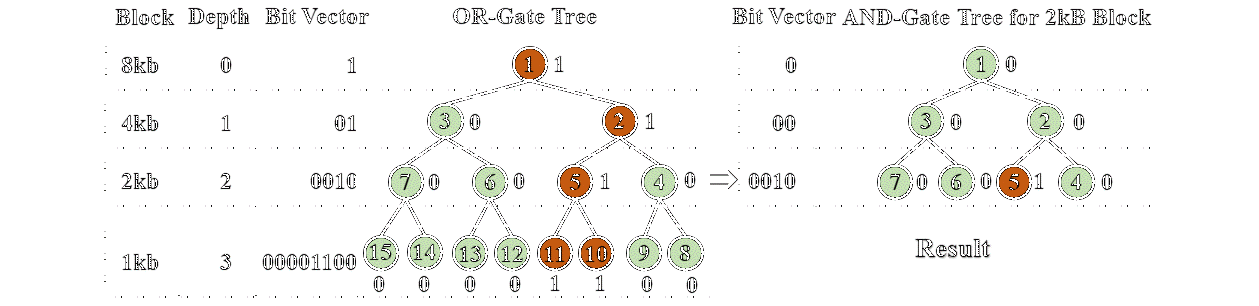 Block Depth Bit Vector OR-Gate Tree Bit Vector AND-Gate Tree for 2kB Block
8kb 0 1 1 1 0 1 0
4kb 1 01 3 0 2 1 00 3 0 2 0
2kb 2 0010 7 0 6 0 5 1 4 0 0010 7 0 6 0 5 1 4 0
1kb 3 00001100 15 14 13 12 11 10 9 8 Result
0 0 0 0 1 1 0 0